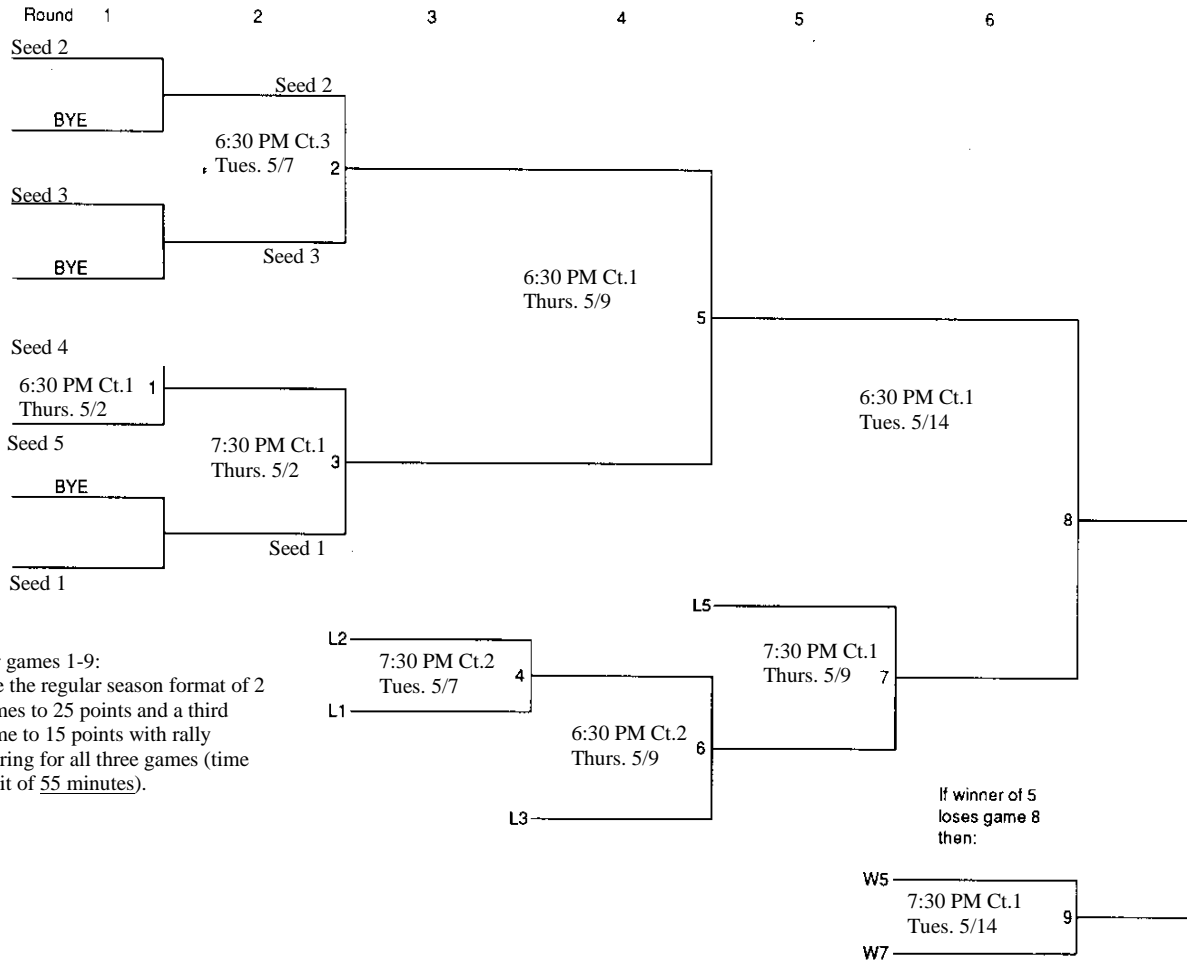 Round 1 2 3 4 5 6
Seed 2
Seed 2
BYE
6:30 PM Ct.3
Tues. 5/7
2
Seed 3
Seed 3
BYE
6:30 PM Ct.1
Thurs. 5/9
5
Seed 4
6:30 PM Ct.1
Thurs. 5/2
1
Seed 5
7:30 PM Ct.1
Thurs. 5/2
3
6:30 PM Ct.1
Tues. 5/14
BYE
8
Seed 1
Seed 1
L5
L2
7:30 PM Ct.2
Tues. 5/7
4
L1
7:30 PM Ct.1
Thurs. 5/9
7
6:30 PM Ct.2
Thurs. 5/9
6
L3
games 1-9:
e the regular season format of 2
mes to 25 points and a third
me to 15 points with rally
ring for all three games (time
it of 55 minutes).
If winner of 5
loses game 8
then:
W5
7:30 PM Ct.1
Tues. 5/14
9
W7